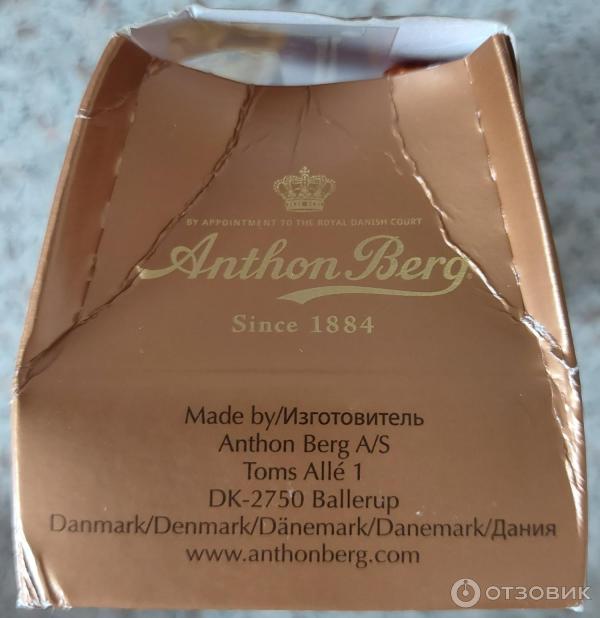 BY APPOINTMENT TO THE ROYAL DANISH COURT
Anthon Berg
Since 1884
Made by/Изготовитель
Anthon Berg A/S
Toms Allé 1
DK-2750 Ballerup
Danmark/Denmark/Dänemark/Danemark/Дания
www.anthonberg.com
ОТЗОВИК